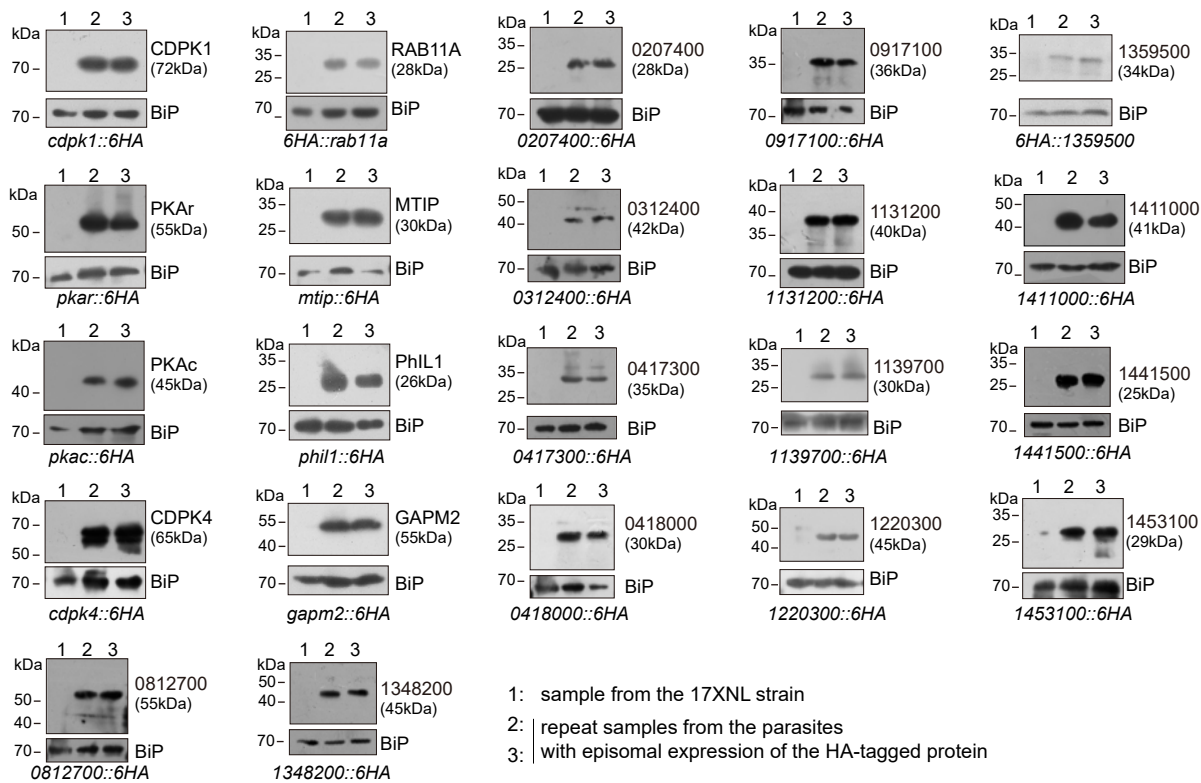 1 2 3
kDa
70
CDPK1
(72kDa)
70
BiP
cdpk1::6HA
1 2 3
kDa
35
25
RAB11A
(28kDa)
70
BiP
6HA::rab11a
1 2 3
kDa
35
25
0207400
(28kDa)
70
BiP
0207400::6HA
1 2 3
kDa
35
0917100
(36kDa)
70
BiP
0917100::6HA
1 2 3
kDa
35
25
1359500
(34kDa)
70
BiP
6HA::1359500
1 2 3
kDa
50
PKAr
(55kDa)
70
BiP
pkar::6HA
1 2 3
kDa
35
25
MTIP
(30kDa)
70
BiP
mtip::6HA
1 2 3
kDa
50
40
0312400
(42kDa)
70
BiP
0312400::6HA
1 2 3
kDa
40
35
1131200
(40kDa)
70
BiP
1131200::6HA
1 2 3
kDa
50
40
1411000
(41kDa)
70
BiP
1411000::6HA
1 2 3
kDa
40
PKAc
(45kDa)
70
BiP
pkac::6HA
1 2 3
kDa
35
25
PhIL1
(26kDa)
70
BiP
phil1::6HA
1 2 3
kDa
50
40
35
0417300
(35kDa)
70
BiP
0417300::6HA
1 2 3
kDa
35
25
1139700
(30kDa)
70
BiP
1139700::6HA
1 2 3
kDa
35
25
1441500
(25kDa)
70
BiP
1441500::6HA
1 2 3
kDa
70
50
CDPK4
(65kDa)
70
BiP
cdpk4::6HA
1 2 3
kDa
55
40
GAPM2
(55kDa)
70
BiP
gapm2::6HA
1 2 3
kDa
35
25
0418000
(30kDa)
70
BiP
0418000::6HA
1 2 3
kDa
50
40
1220300
(45kDa)
70
BiP
1220300::6HA
1 2 3
kDa
35
25
1453100
(29kDa)
70
BiP
1453100::6HA
1 2 3
kDa
50
40
0812700
(55kDa)
70
BiP
0812700::6HA
1 2 3
kDa
50
40
1348200
(45kDa)
70
BiP
1348200::6HA
1: sample from the 17XNL strain
2: repeat samples from the parasites
3: with episomal expression of the HA-tagged protein